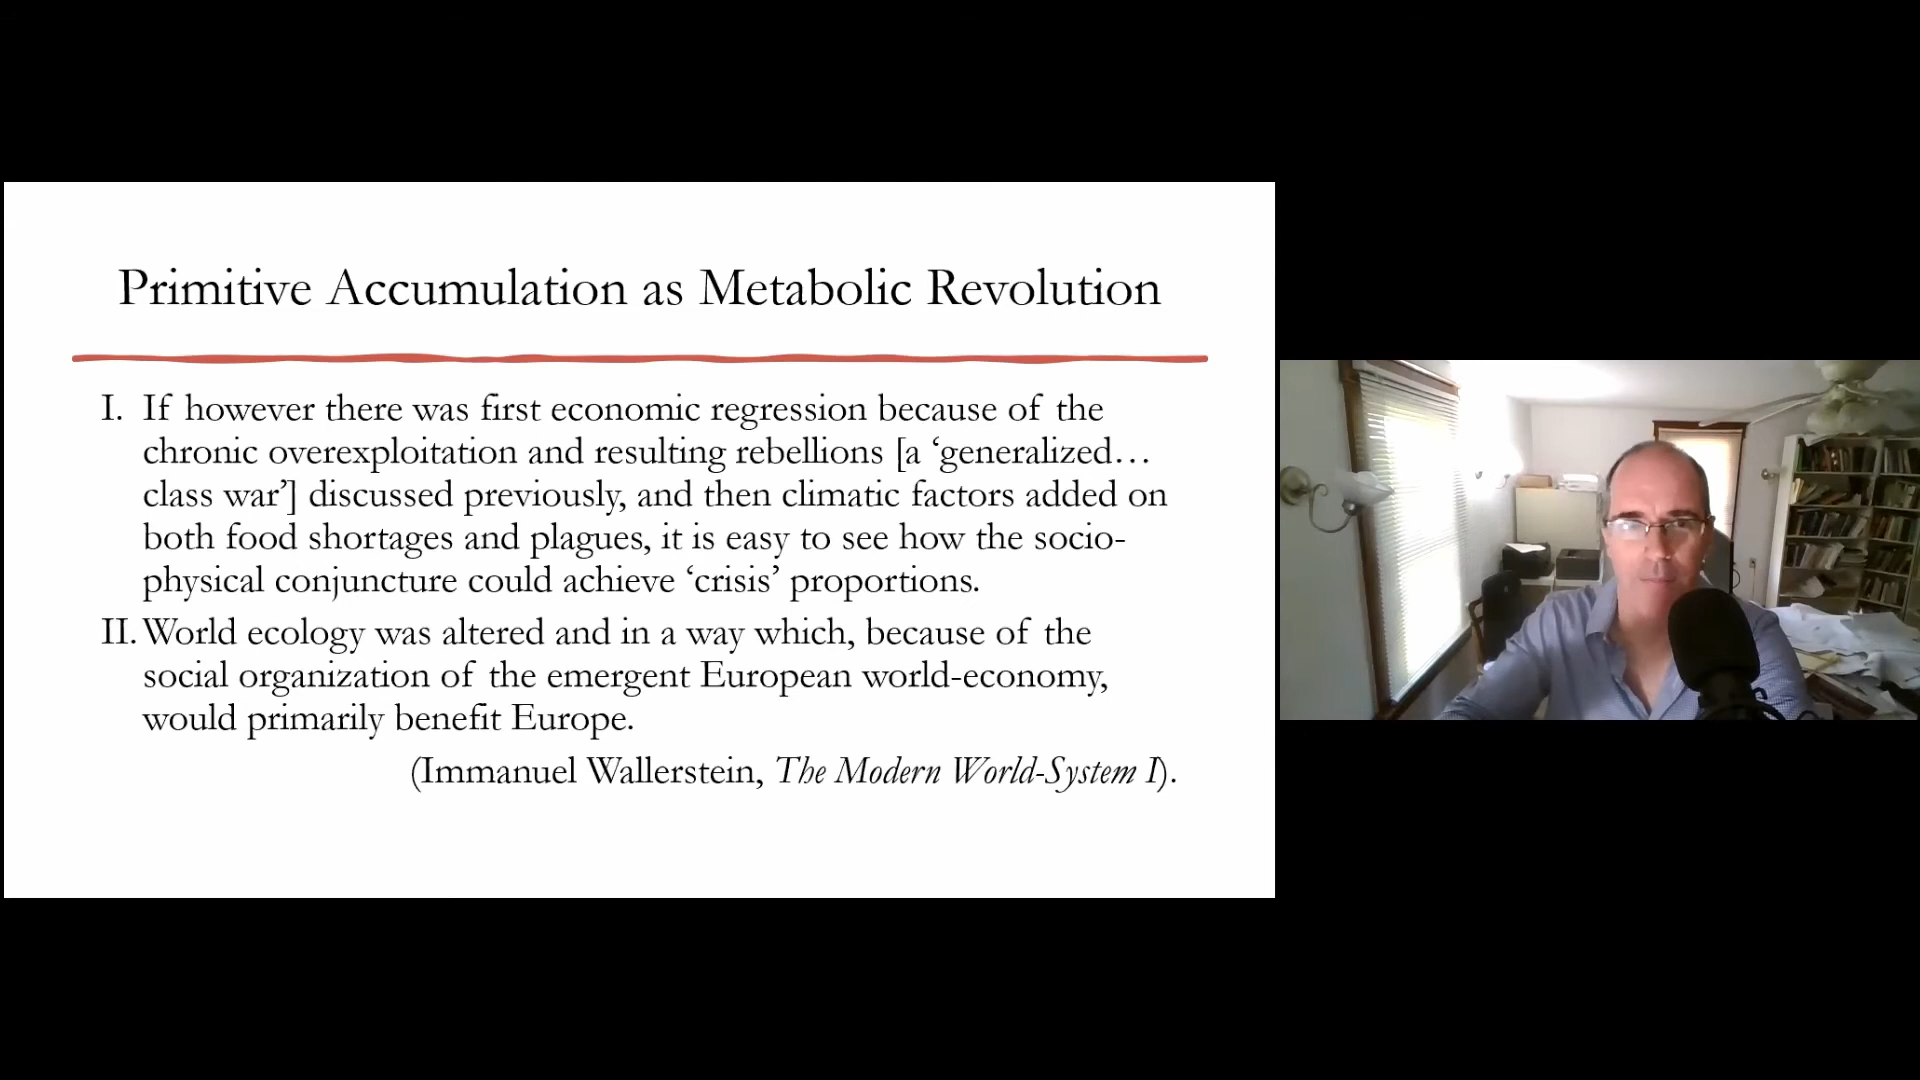 Primitive Accumulation as Metabolic Revolution
I. If however there was first economic regression because of the
chronic overexploitation and resulting rebellions [a ‘generalized…
class war’] discussed previously, and then climatic factors added on
both food shortages and plagues, it is easy to see how the socio-
physical conjuncture could achieve ‘crisis’ proportions.
II. World ecology was altered and in a way which, because of the
social organization of the emergent European world-economy,
would primarily benefit Europe.
(Immanuel Wallerstein, The Modern World-System I).